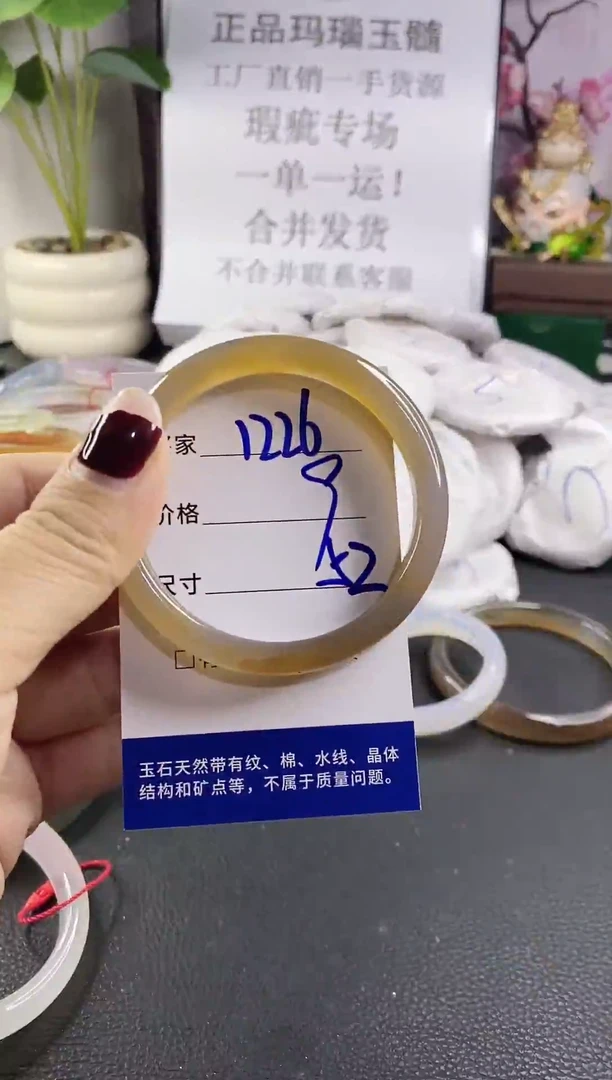 正品玛瑙玉髓
工厂直销一手货源
瑕疵专场
一单一运!
合并发货
不合并联系客服
家 1226
价格
尺寸 52
玉石天然带有纹、棉、水线、晶体
结构和矿点等，不属于质量问题。